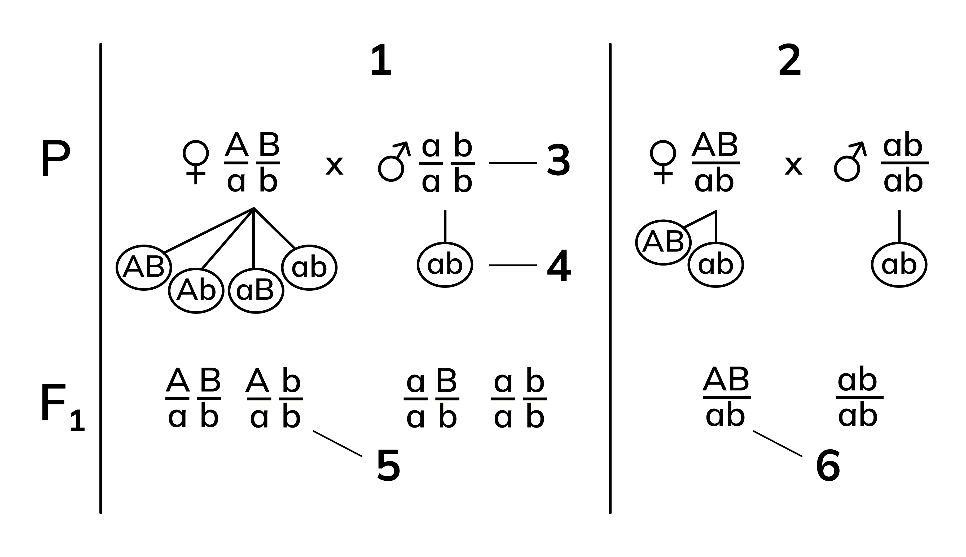 1 2
P ♀ A B x ♂ a b 3 ♀ AB x ♂ ab
a b a b ab ab
AB Ab aB ab ab 4 AB ab ab
F1 A B A b a B a b AB ab
a b a b a b a b ab ab
5 6